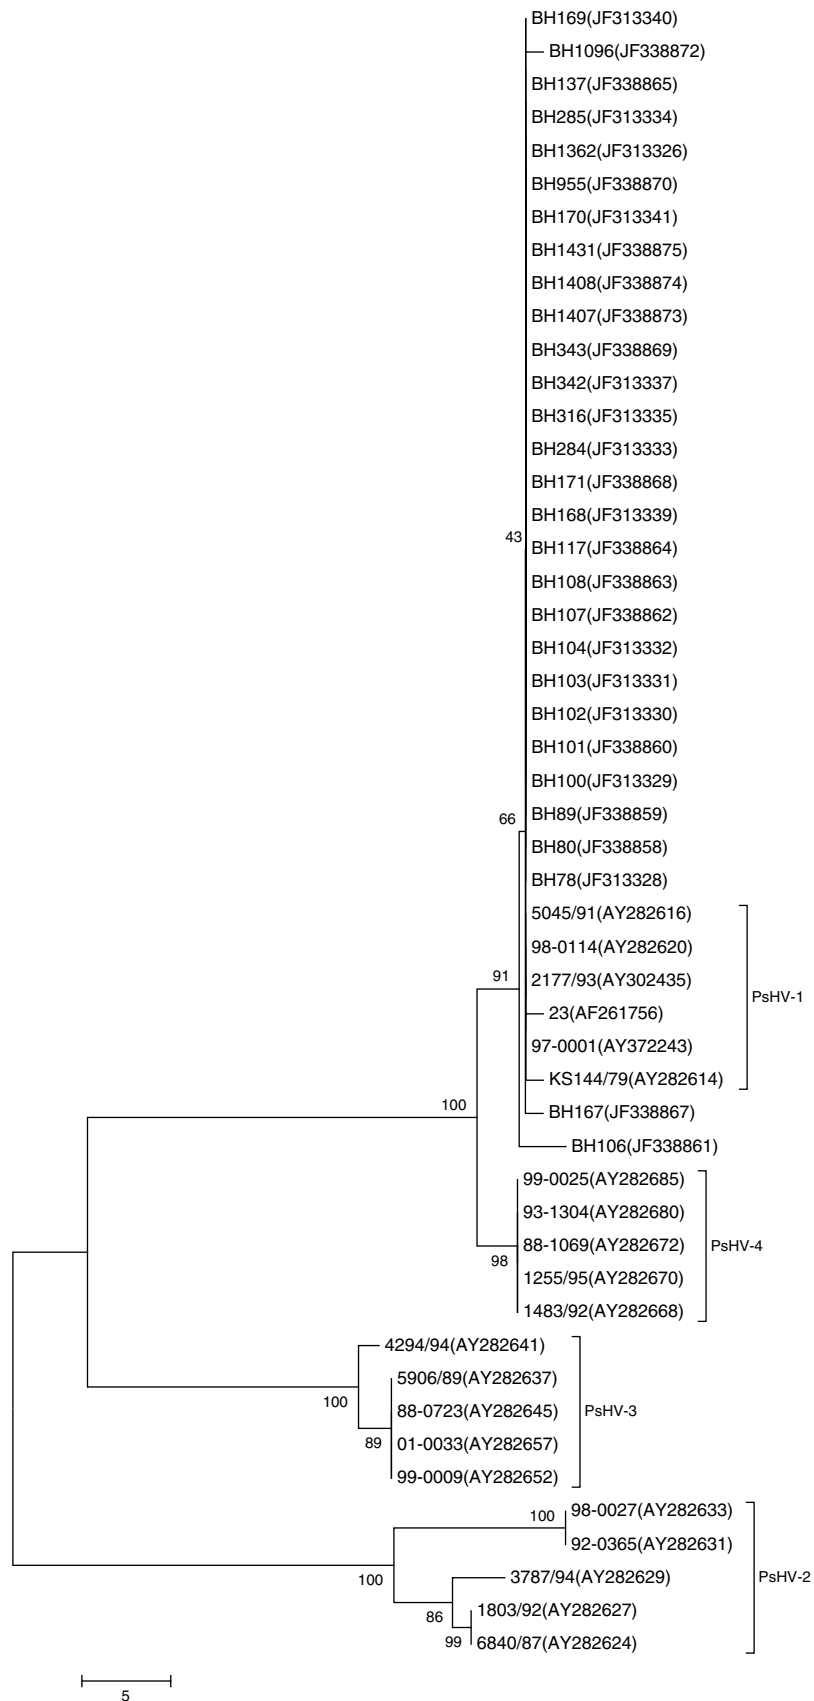 BH169(JF313340)
BH1096(JF338872)
BH137(JF338865)
BH285(JF313334)
BH1362(JF313326)
BH955(JF338870)
BH170(JF313341)
BH1431(JF338875)
BH1408(JF338874)
BH1407(JF338873)
BH343(JF338869)
BH342(JF313337)
BH316(JF313335)
BH284(JF313333)
BH171(JF338868)
BH168(JF313339)
43
BH117(JF338864)
BH108(JF338863)
BH107(JF338862)
BH104(JF313332)
BH103(JF313331)
BH102(JF313330)
BH101(JF338860)
BH100(JF313329)
BH89(JF338859)
66
BH80(JF338858)
BH78(JF313328)
5045/91(AY282616)
98-0114(AY282620)
91
2177/93(AY302435)
PsHV-1
23(AF261756)
97-0001(AY372243)
KS144/79(AY282614)
100
BH167(JF338867)
BH106(JF338861)
99-0025(AY282685)
93-1304(AY282680)
88-1069(AY282672)
PsHV-4
98
1255/95(AY282670)
1483/92(AY282668)
4294/94(AY282641)
5906/89(AY282637)
100
88-0723(AY282645)
PsHV-3
89
01-0033(AY282657)
99-0009(AY282652)
98-0027(AY282633)
100
92-0365(AY282631)
100
3787/94(AY282629)
PsHV-2
86
1803/92(AY282627)
99
6840/87(AY282624)
5